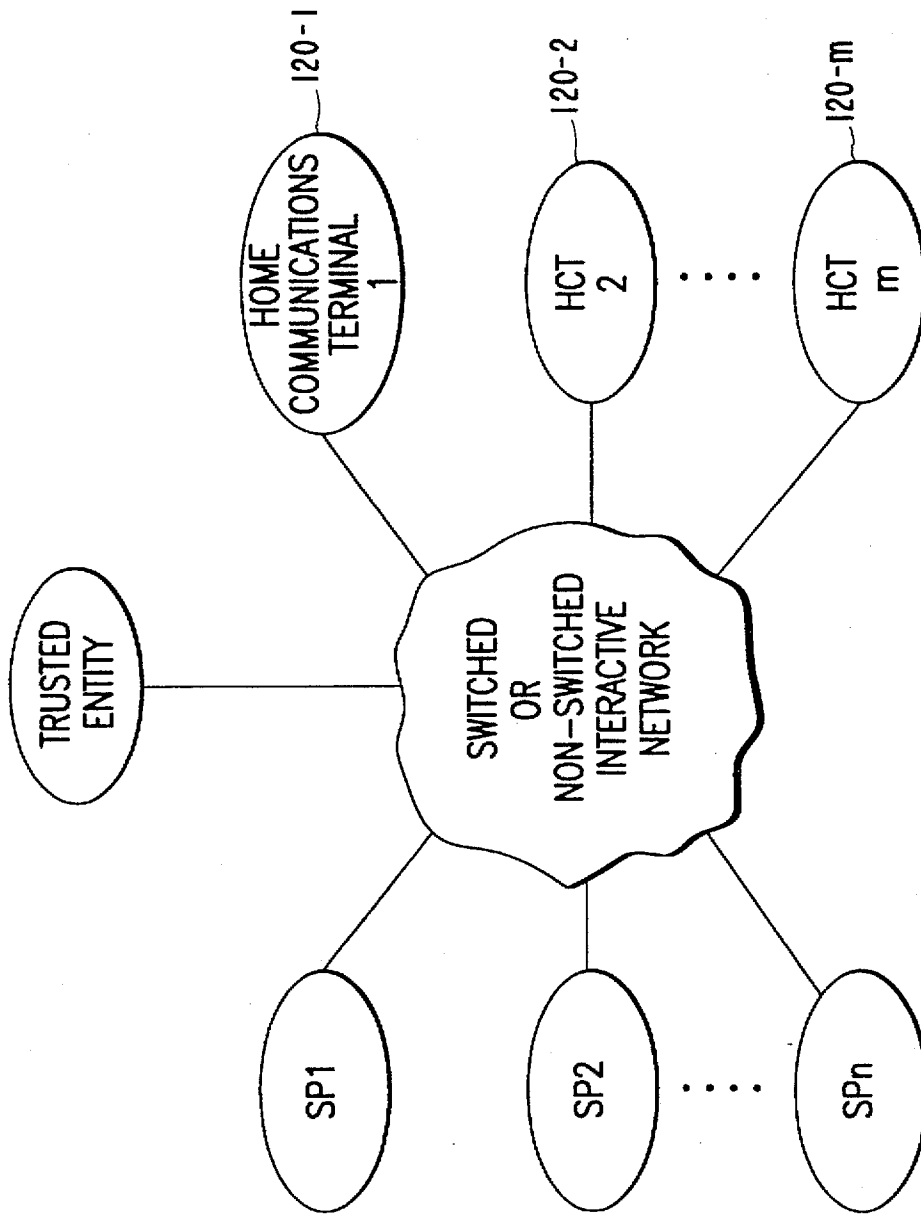 TRUSTED
ENTITY
SP1
SWITCHED
OR
NON-SWITCHED
INTERACTIVE
NETWORK
HOME
COMMUNICATIONS
TERMINAL
1
120-1
SP2
HCT
2
120-2
SPn
HCT
m
120-m